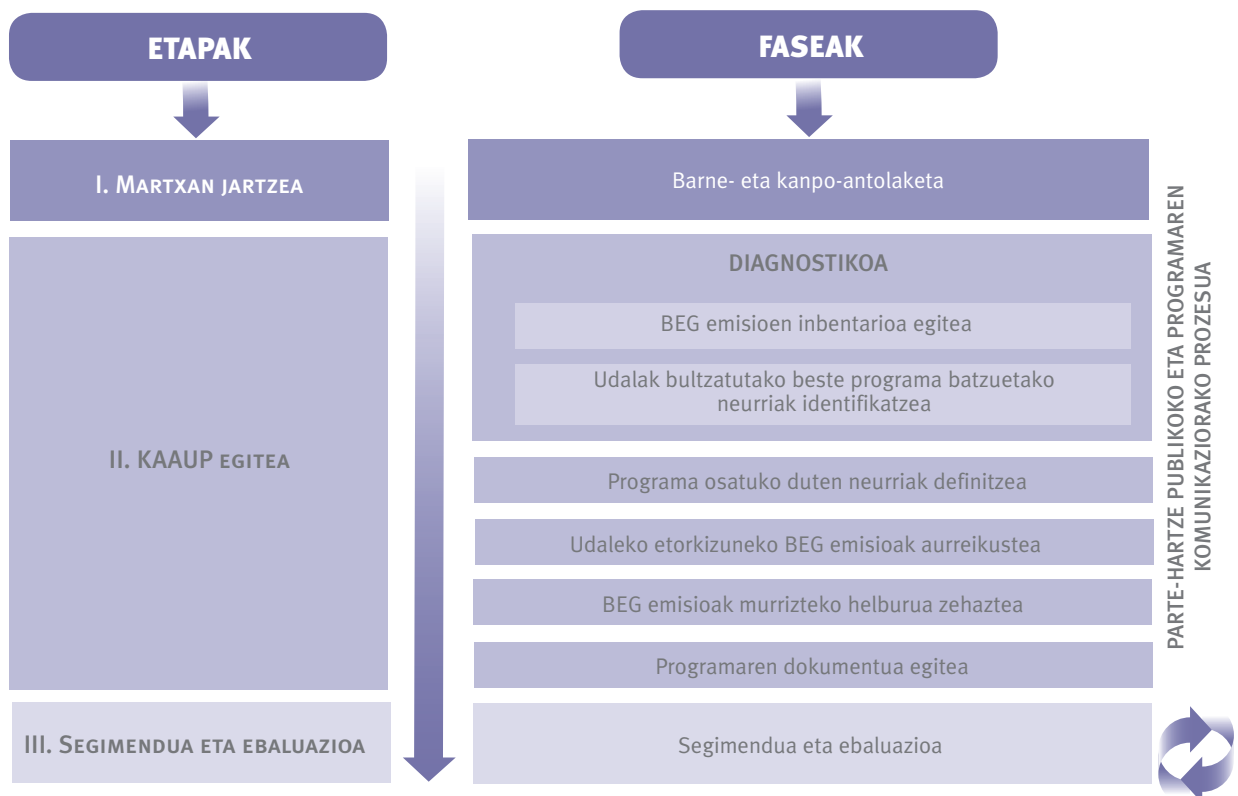 ETAPAK
FASEAK
I. MARTXAN JARTZEA
Barne- eta kanpo-antolaketa
II. KAAUP EGITEA
DIAGNOSTIKOA
BEG emisioen inbentarioa egitea
Udalak bultzatutako beste programa batzuetako
neurriak identifikatzea
Programa osatuko duten neurriak definitzea
Udaleko etorkizuneko BEG emisioak aurreikustea
BEG emisioak murrizteko helburua zehaztea
Programaren dokumentua egitea
III. SEGIMENDUA ETA EBALUAZIOA
Segimendua eta ebaluazioa
PARTE-HARTZE PUBLIKOKO ETA PROGRAMAREN
KOMUNIKAZIORAKO PROZESUA